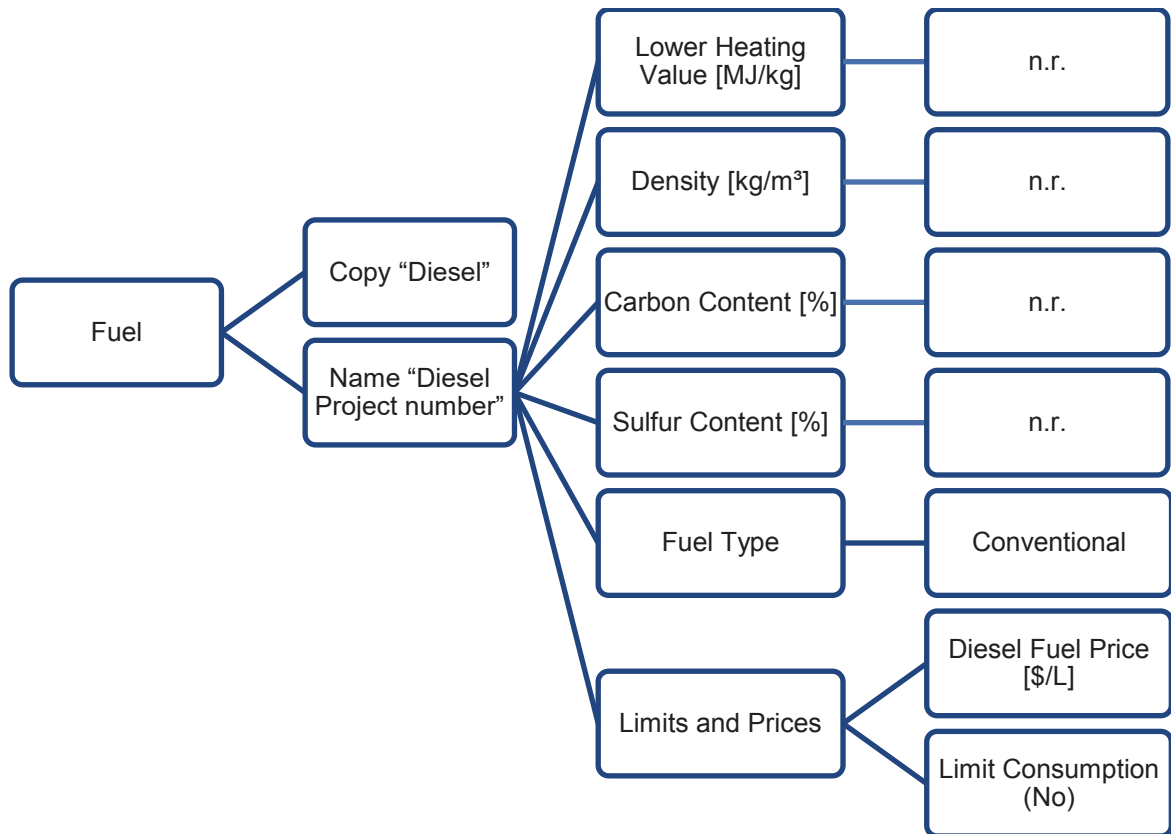 Fuel
Copy “Diesel”
Name “Diesel
Project number”
Lower Heating
Value [MJ/kg]
n.r.
Density [kg/m³]
n.r.
Carbon Content [%]
n.r.
Sulfur Content [%]
n.r.
Fuel Type
Conventional
Limits and Prices
Diesel Fuel Price
[$/L]
Limit Consumption
(No)